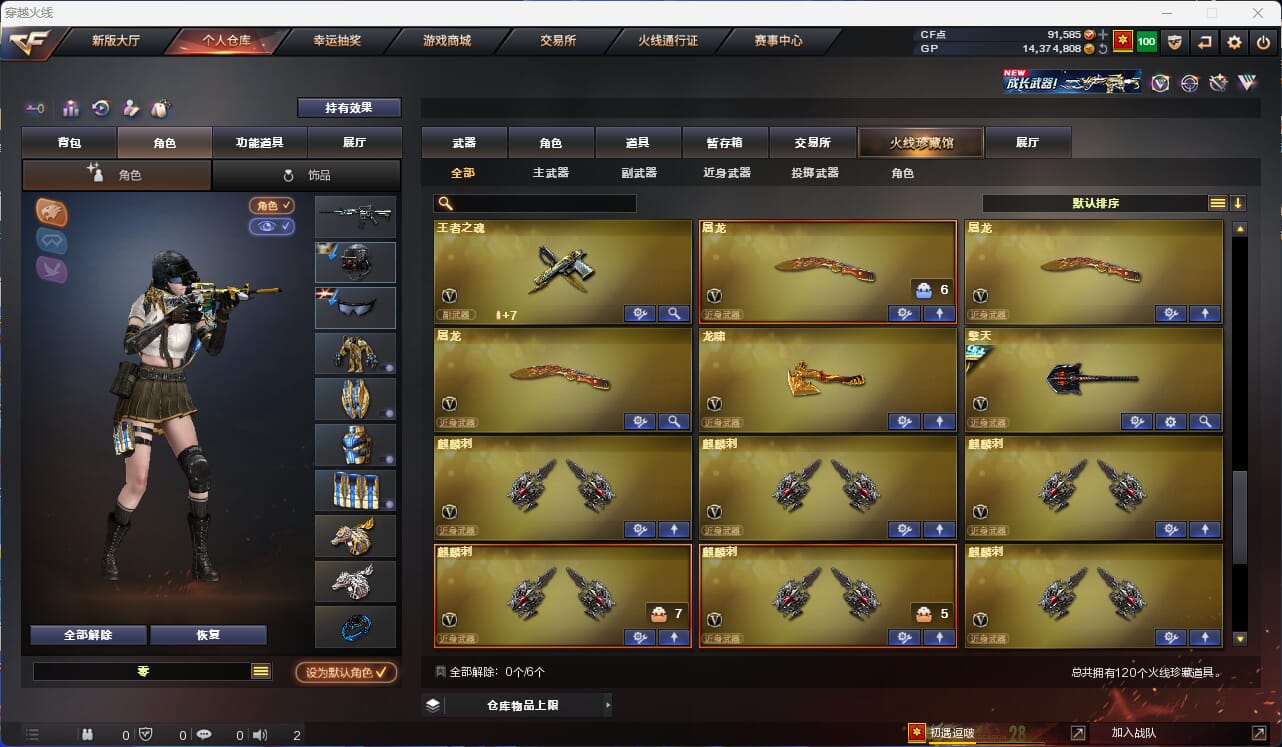 穿越火线
CF
新版大厅
个人仓库
幸运抽奖
游戏商城
交易所
火线通行证
赛事中心
CF点 91,585
GP 14,374,808
100
NEW
成长武器!
持有效果
背包
角色
功能道具
展厅
角色
饰品
角色
武器
角色
道具
暂存箱
交易所
火线珍藏馆
展厅
全部
主武器
副武器
近身武器
投掷武器
角色
默认排序
王者之魂
副武器
+7
屠龙
6
近身武器
屠龙
近身武器
屠龙
近身武器
龙啸
近身武器
擎天
近身武器
麒麟刺
近身武器
麒麟刺
近身武器
麒麟刺
近身武器
麒麟刺
7
近身武器
麒麟刺
5
近身武器
麒麟刺
近身武器
全部解除
恢复
零
设为默认角色
全部解除：0个/6个
总共拥有120个火线珍藏道具。
仓库物品上限
0
0
0
2
初遇逗啵
28
加入战队